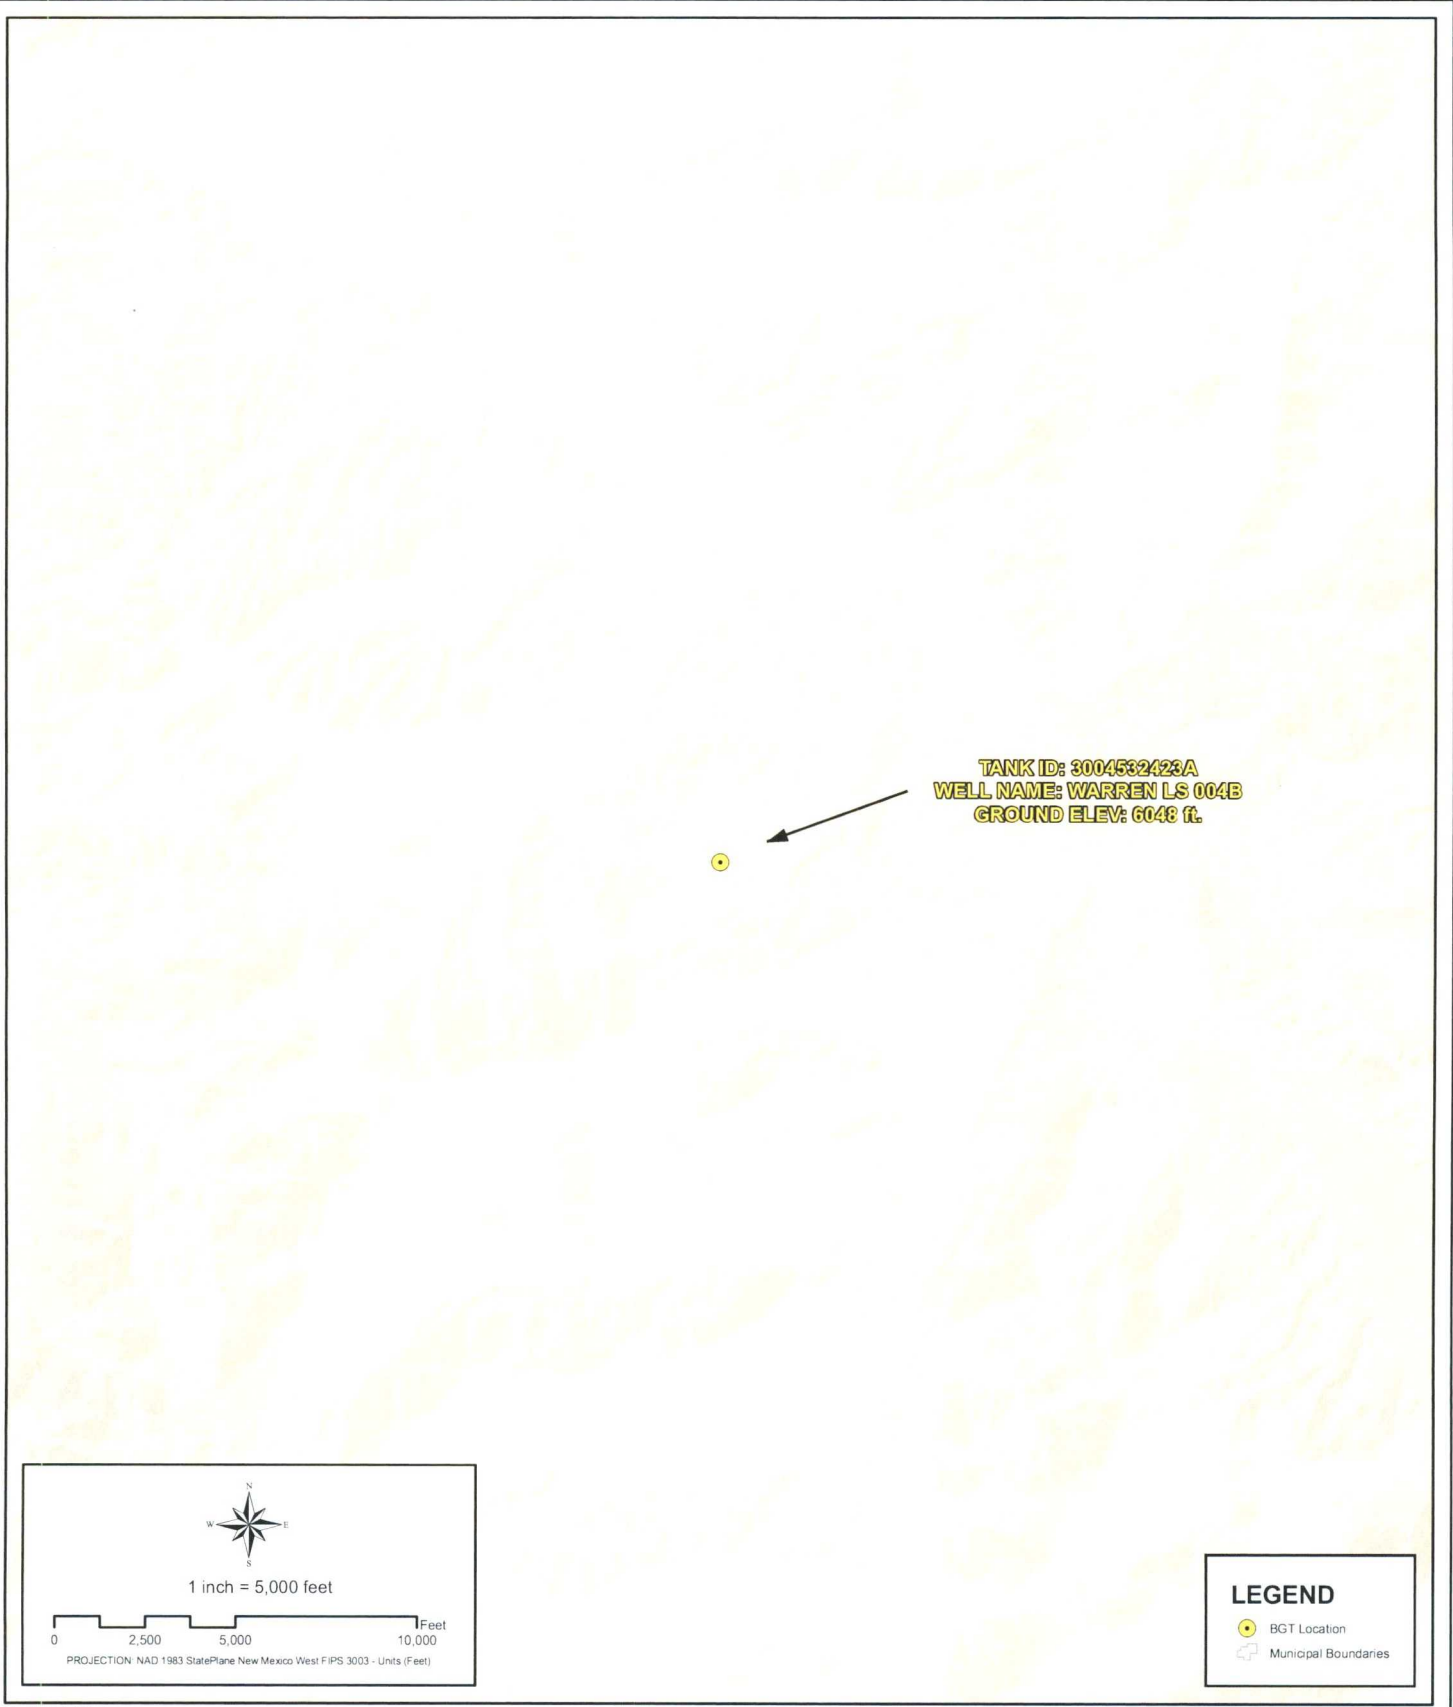 TANK ID: 3004532423A
WELL NAME: WARREN LS 004B
GROUND ELEV: 6048 ft.
N
W E
S
1 inch = 5,000 feet
Feet
0 2,500 5,000 10,000
PROJECTION: NAD 1983 StatePlane New Mexico West FIPS 3003 - Units (Feet)
LEGEND
BGT Location
Municipal Boundaries